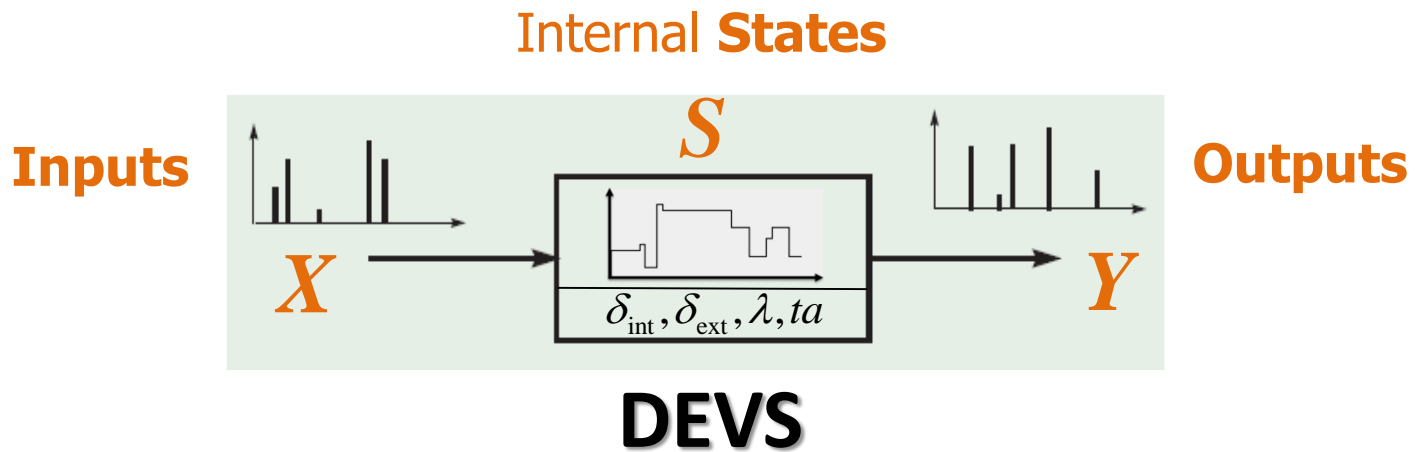 Internal States
S
Inputs
Outputs
X
Y
δint, δext, λ, ta
DEVS